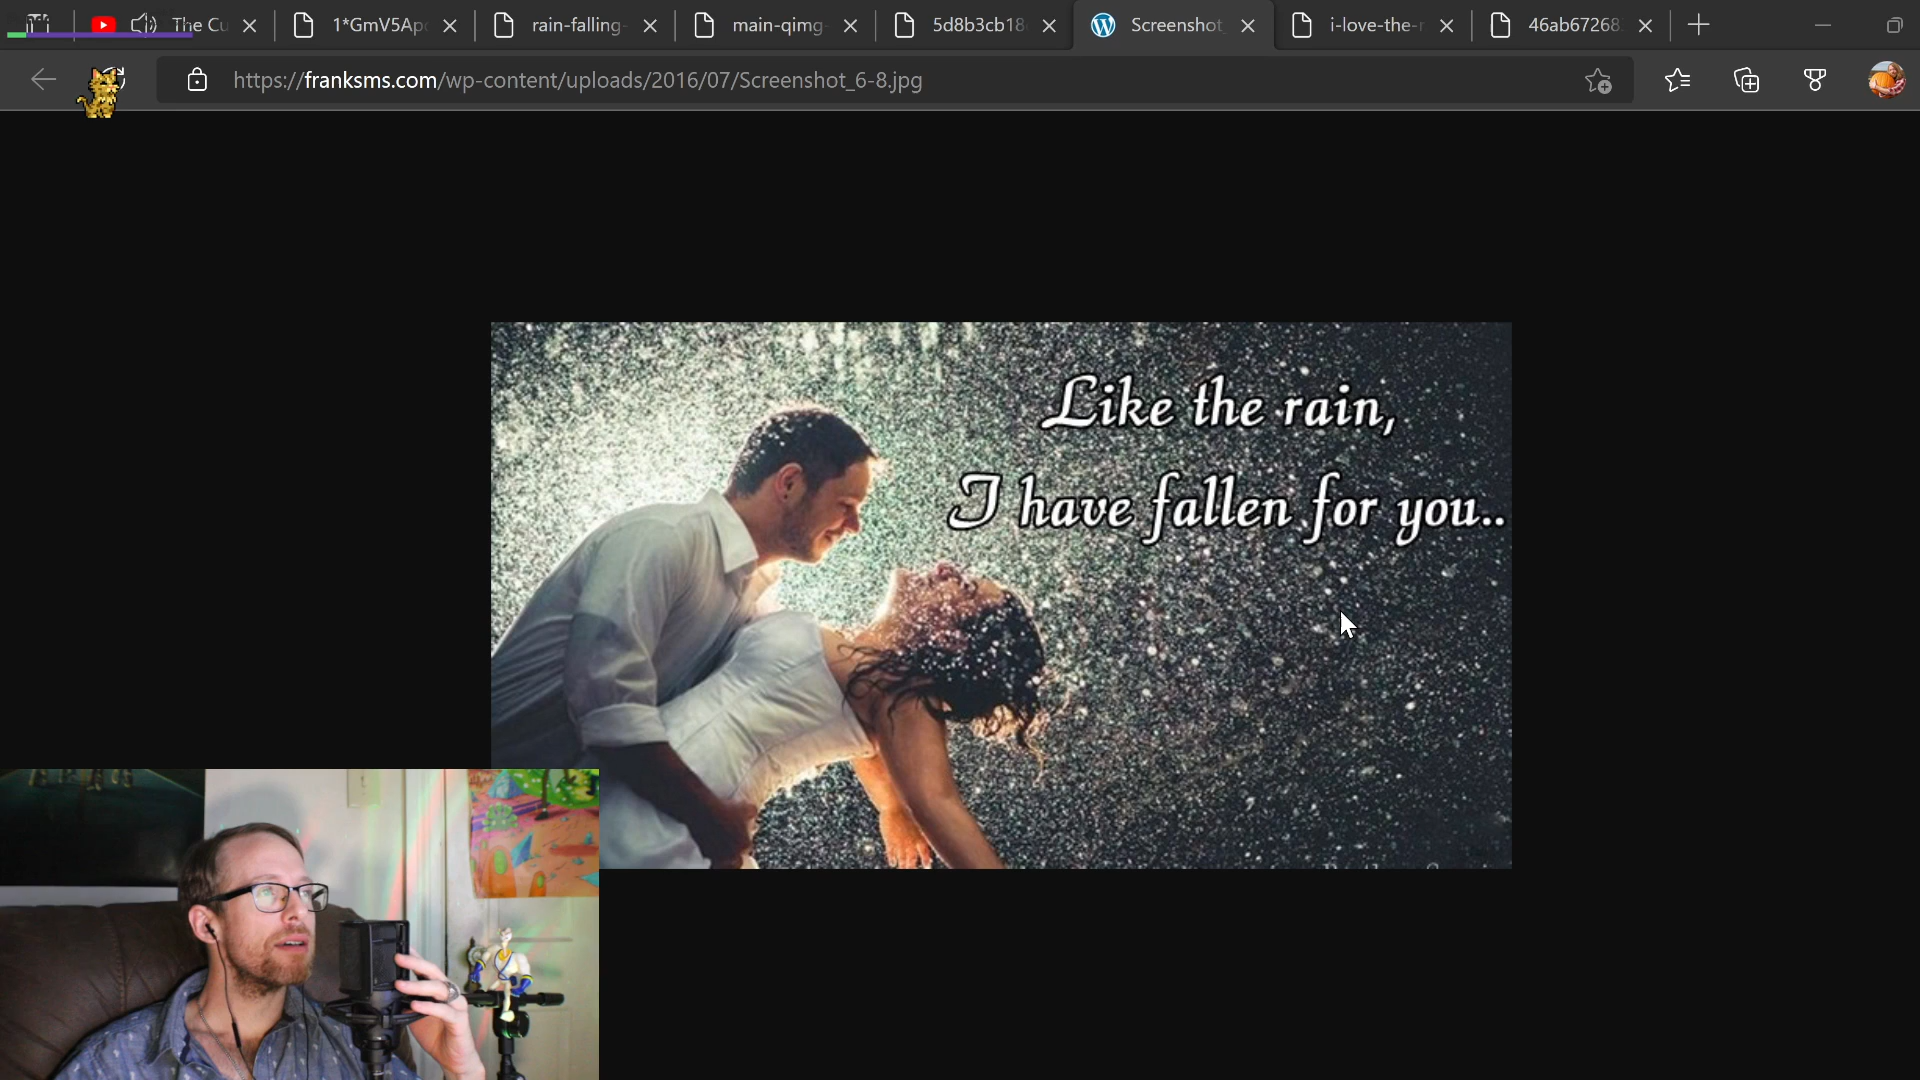 The Cu
1*GmV5Ap
rain-falling-
main-qimg-
5d8b3cb18
Screenshot_
i-love-the-r
46ab67268
https://franksms.com/wp-content/uploads/2016/07/Screenshot_6-8.jpg
Like the rain,
I have fallen for you..